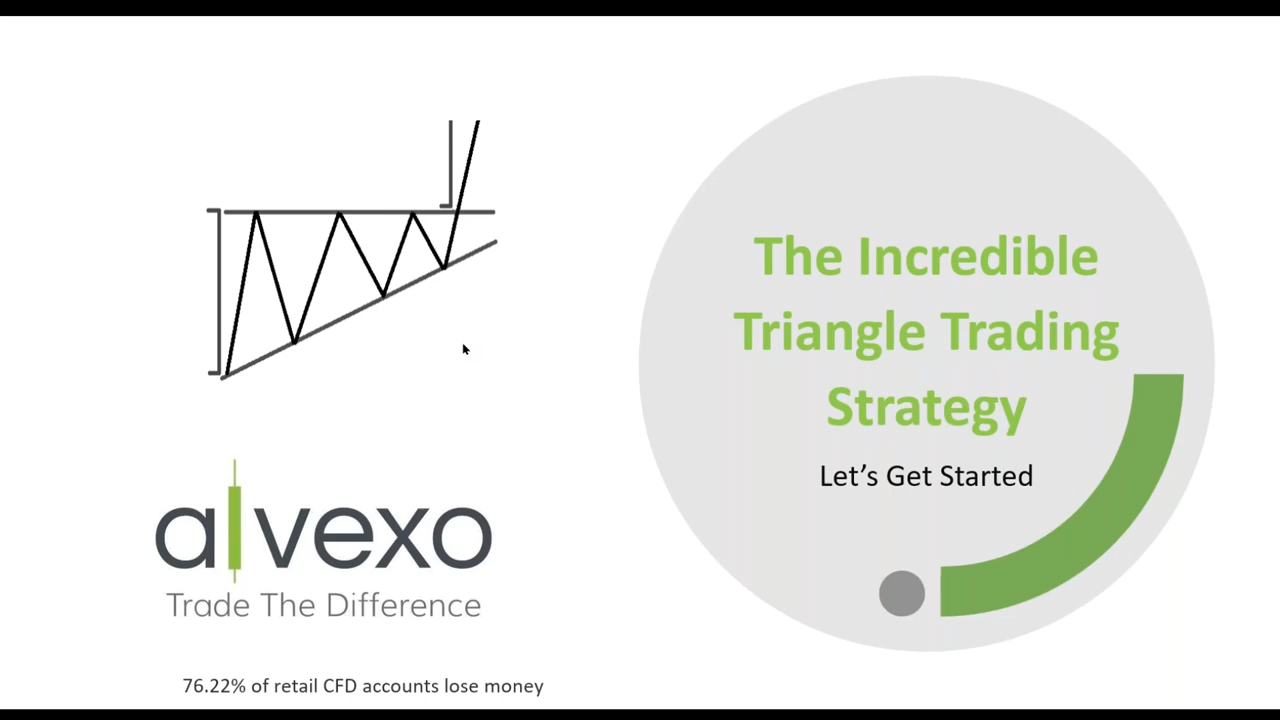 The Incredible
Triangle Trading
Strategy
Let's Get Started
alvexo
Trade The Difference
76.22% of retail CFD accounts lose money